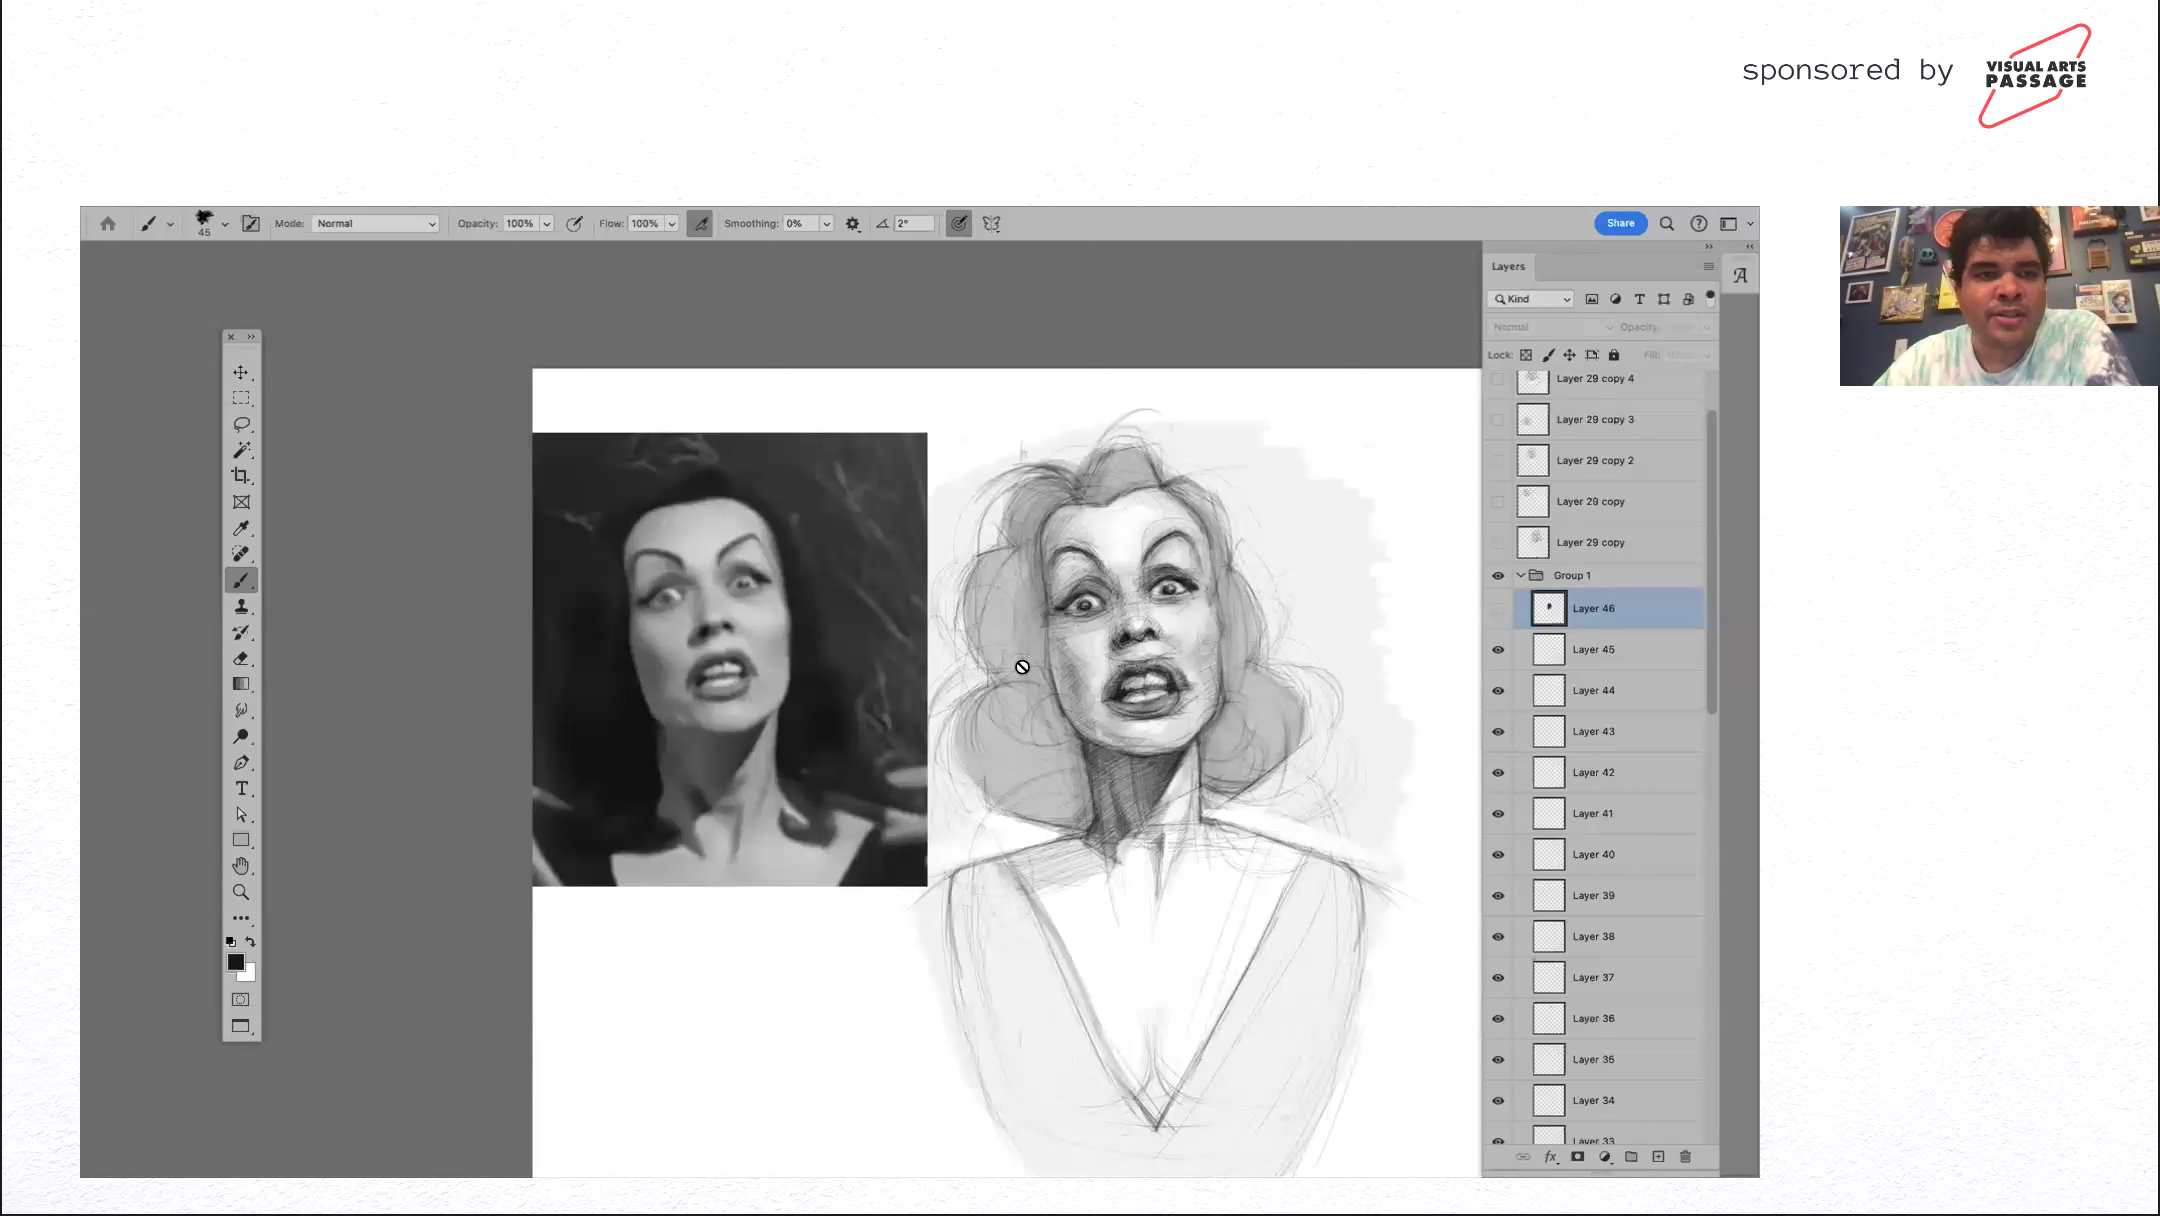 sponsored by
VISUAL ARTS
PASSAGE
45
Mode: Normal
Opacity: 100%
Flow: 100%
Smoothing: 0%
2°
Share
Layers
Kind
Normal
Opacity:
Lock:
Fill:
Layer 29 copy 4
Layer 29 copy 3
Layer 29 copy 2
Layer 29 copy
Layer 29 copy
Group 1
Layer 46
Layer 45
Layer 44
Layer 43
Layer 42
Layer 41
Layer 40
Layer 39
Layer 38
Layer 37
Layer 36
Layer 35
Layer 34
Layer 33
fx